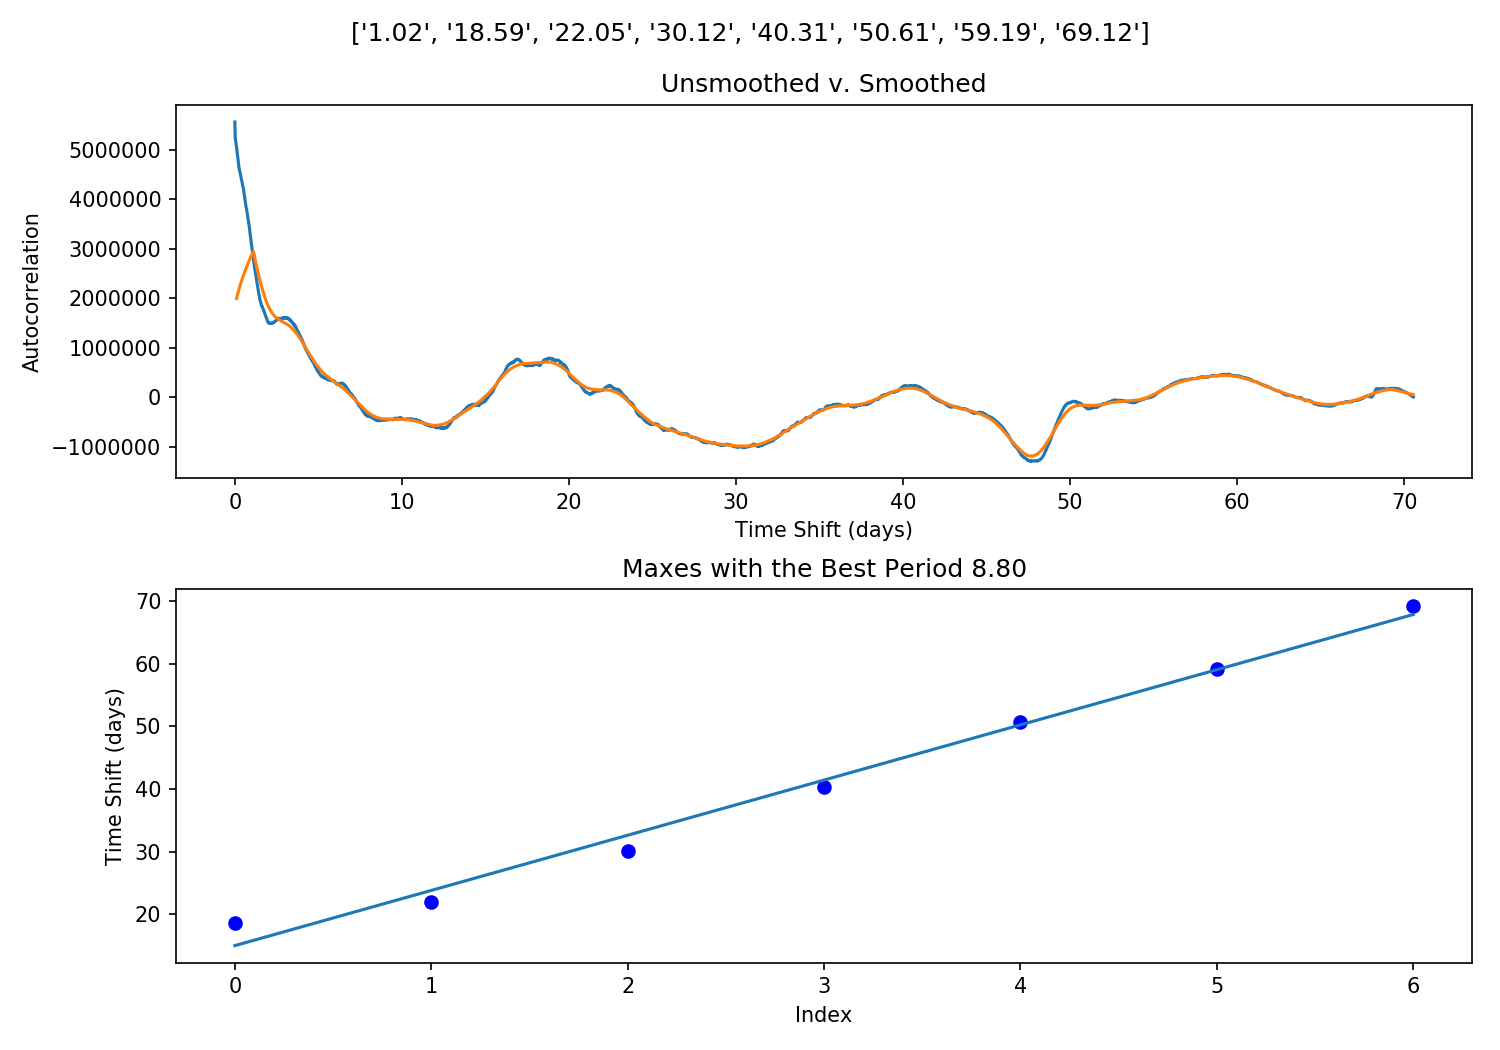 ['1.02', '18.59', '22.05', '30.12', '40.31', '50.61', '59.19', '69.12']
Unsmoothed v. Smoothed
Autocorrelation
5000000
4000000
3000000
2000000
1000000
0
−1000000
0 10 20 30 40 50 60 70
Time Shift (days)
Maxes with the Best Period 8.80
Time Shift (days)
70
60
50
40
30
20
0 1 2 3 4 5 6
Index